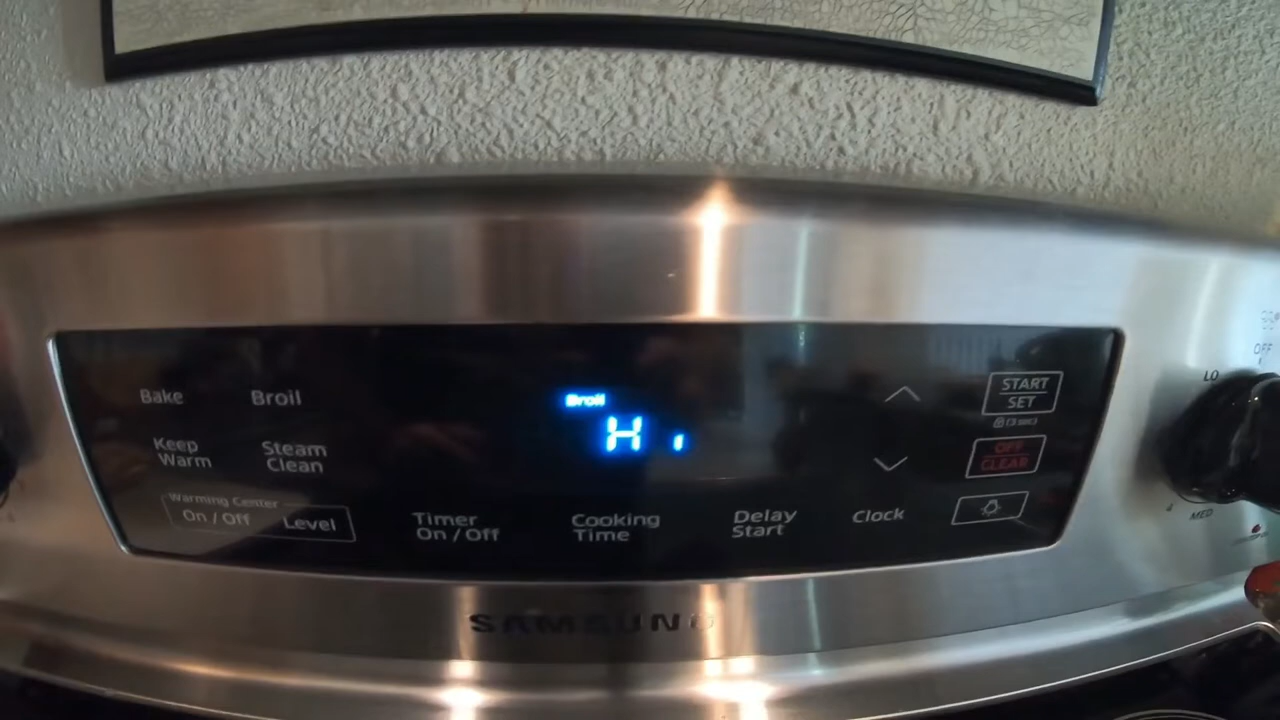 Bake
Broil
Keep
Warm
Steam
Clean
Warming Center
On / Off
Level
Timer
On / Off
Broil
H i
Cooking
Time
Delay
Start
Clock
START
SET
(3 sec)
OFF
CLEAR
SAMSUNG
OFF
LO
4
MED